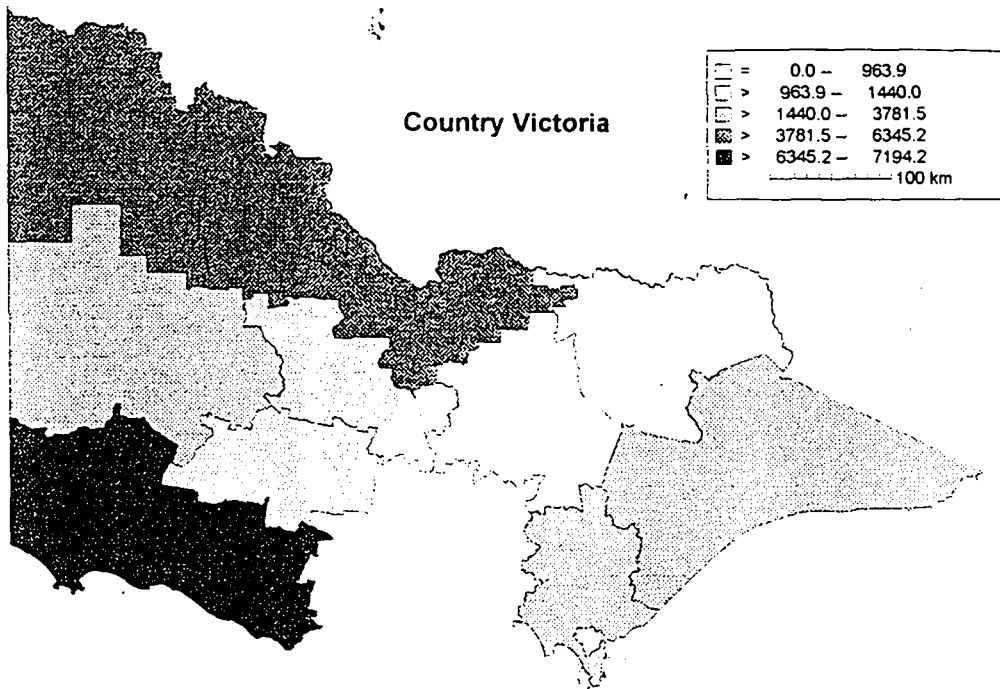 Country Victoria
= 0.0 – 963.9
> 963.9 – 1440.0
> 1440.0 – 3781.5
> 3781.5 – 6345.2
> 6345.2 – 7194.2
100 km